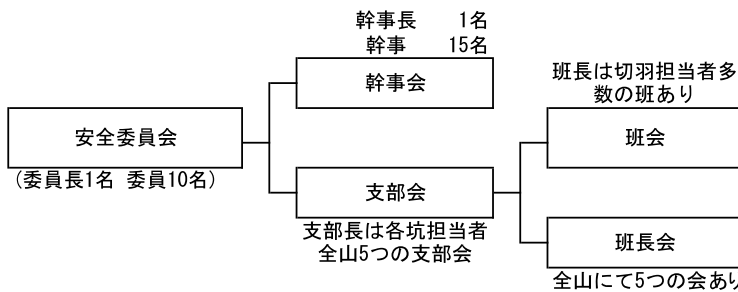 幹事長　1名
幹事　15名
幹事会
安全委員会
(委員長1名 委員10名)
支部会
支部長は各坑担当者
全山5つの支部会
班長は切羽担当者多
数の班あり
班会
班長会
全山にて5つの会あり